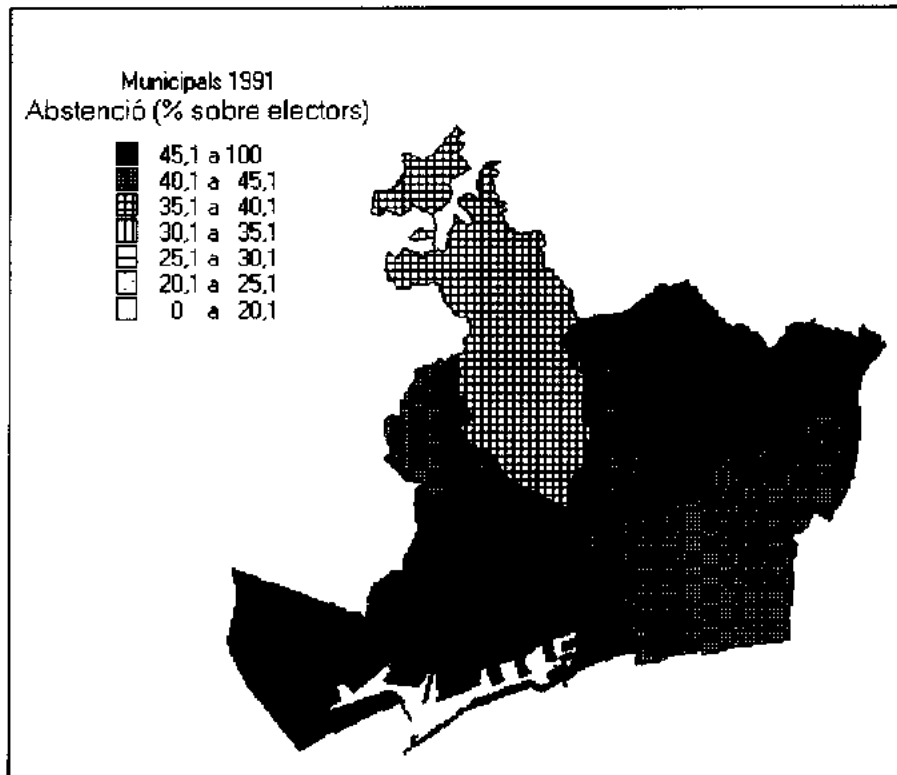 Municipals 1991
Abstenció (% sobre electors)
45,1 a 100
40,1 a 45,1
35,1 a 40,1
30,1 a 35,1
25,1 a 30,1
20,1 a 25,1
0 a 20,1